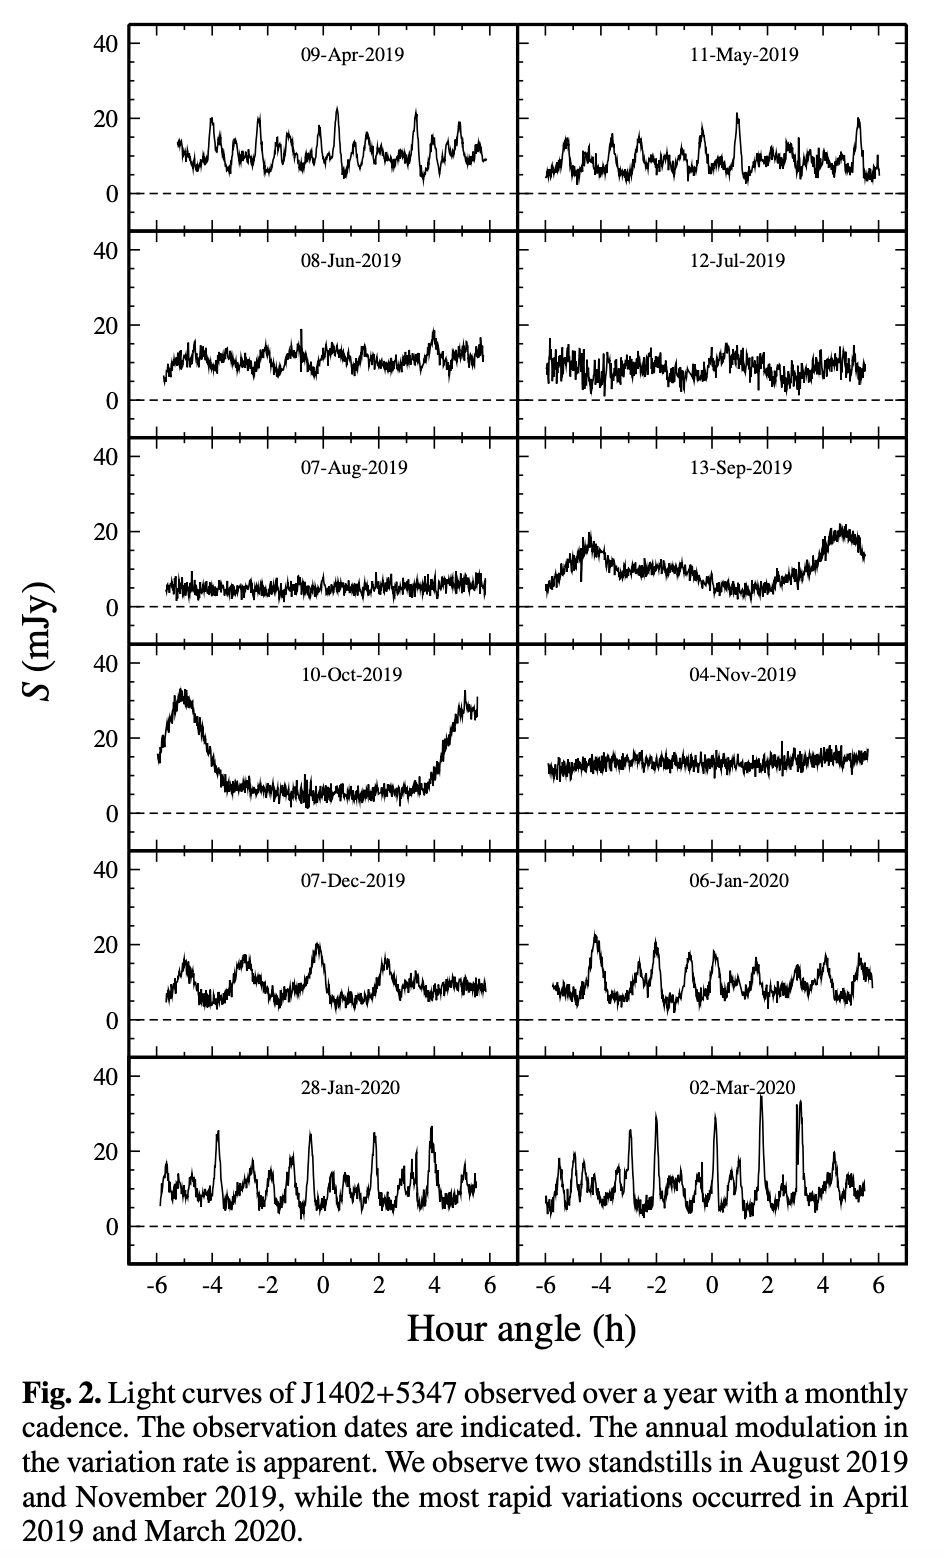 40
20
0
09-Apr-2019
11-May-2019
40
20
0
08-Jun-2019
12-Jul-2019
40
20
0
07-Aug-2019
13-Sep-2019
S (mJy)
40
20
0
10-Oct-2019
04-Nov-2019
40
20
0
07-Dec-2019
06-Jan-2020
40
20
0
28-Jan-2020
02-Mar-2020
-6 -4 -2 0 2 4 6 -6 -4 -2 0 2 4 6
Hour angle (h)
Fig. 2. Light curves of J1402+5347 observed over a year with a monthly
cadence. The observation dates are indicated. The annual modulation in
the variation rate is apparent. We observe two standstills in August 2019
and November 2019, while the most rapid variations occurred in April
2019 and March 2020.